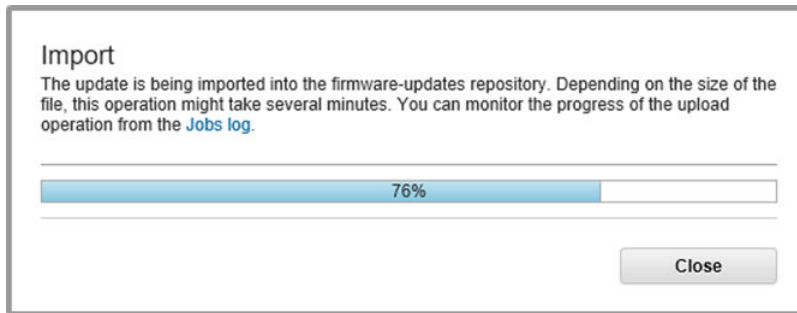 Import
The update is being imported into the firmware-updates repository. Depending on the size of the
file, this operation might take several minutes. You can monitor the progress of the upload
operation from the Jobs log.
76%
Close